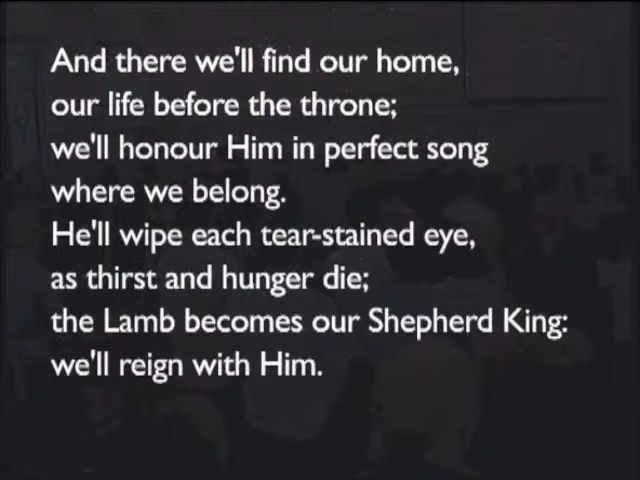 And there we'll find our home,
our life before the throne;
we'll honour Him in perfect song
where we belong.
He'll wipe each tear-stained eye,
as thirst and hunger die;
the Lamb becomes our Shepherd King:
we'll reign with Him.